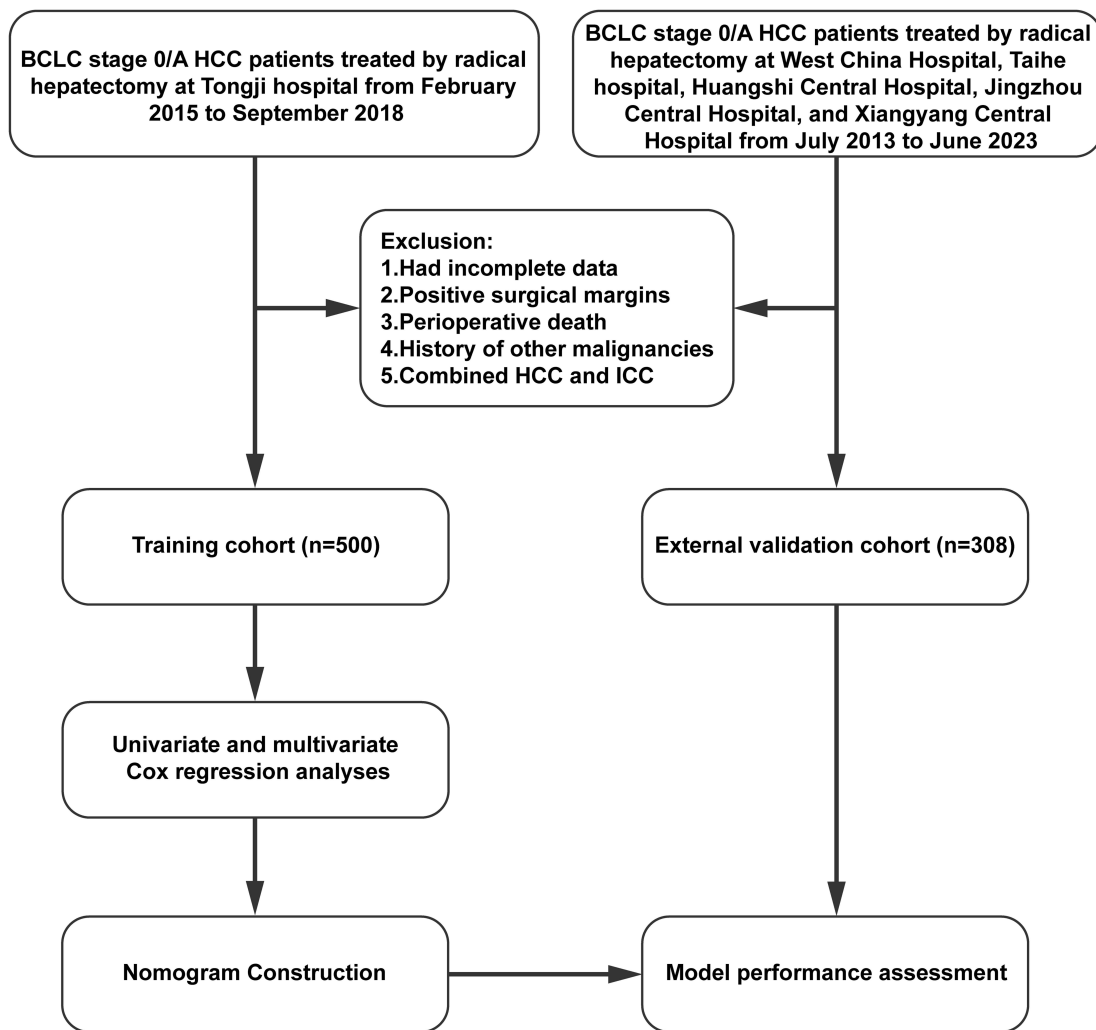 BCLC stage 0/A HCC patients treated by radical
hepatectomy at Tongji hospital from February
2015 to September 2018
BCLC stage 0/A HCC patients treated by radical
hepatectomy at West China Hospital, Taihe
hospital, Huangshi Central Hospital, Jingzhou
Central Hospital, and Xiangyang Central
Hospital from July 2013 to June 2023
Exclusion:
1.Had incomplete data
2.Positive surgical margins
3.Perioperative death
4.History of other malignancies
5.Combined HCC and ICC
Training cohort (n=500)
External validation cohort (n=308)
Univariate and multivariate
Cox regression analyses
Nomogram Construction
Model performance assessment